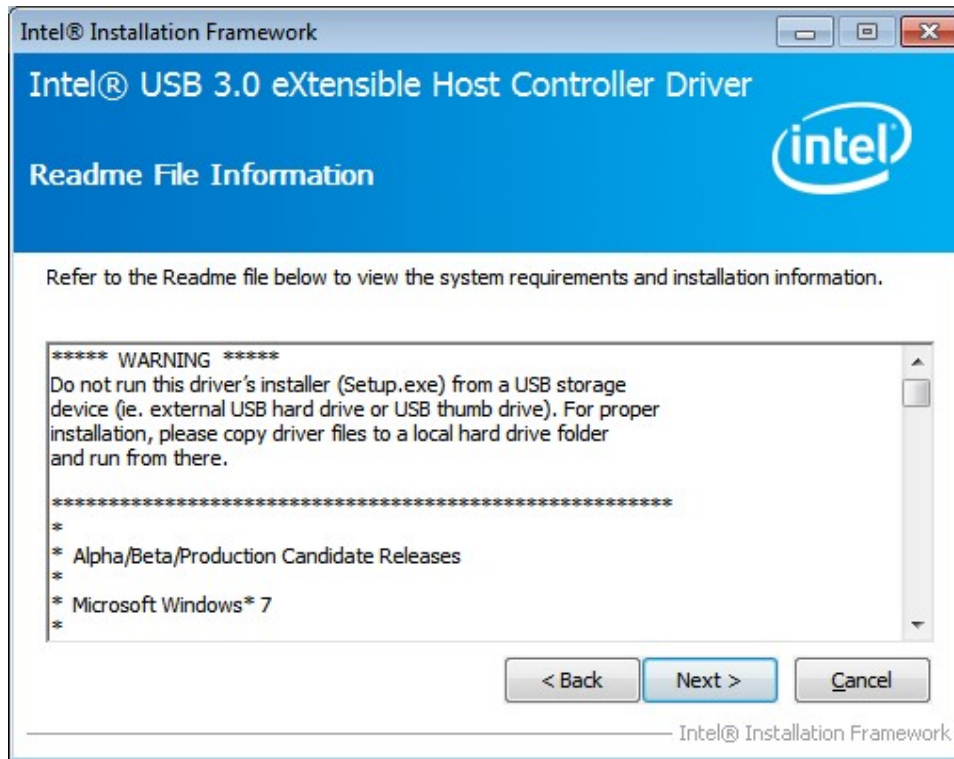 Intel® Installation Framework
Intel® USB 3.0 eXtensible Host Controller Driver
intel
Readme File Information
Refer to the Readme file below to view the system requirements and installation information.
***** WARNING *****
Do not run this driver’s installer (Setup.exe) from a USB storage
device (ie. external USB hard drive or USB thumb drive). For proper
installation, please copy driver files to a local hard drive folder
and run from there.
*******************************************************
*
* Alpha/Beta/Production Candidate Releases
*
* Microsoft Windows* 7
*
< Back Next > Cancel
Intel® Installation Framework